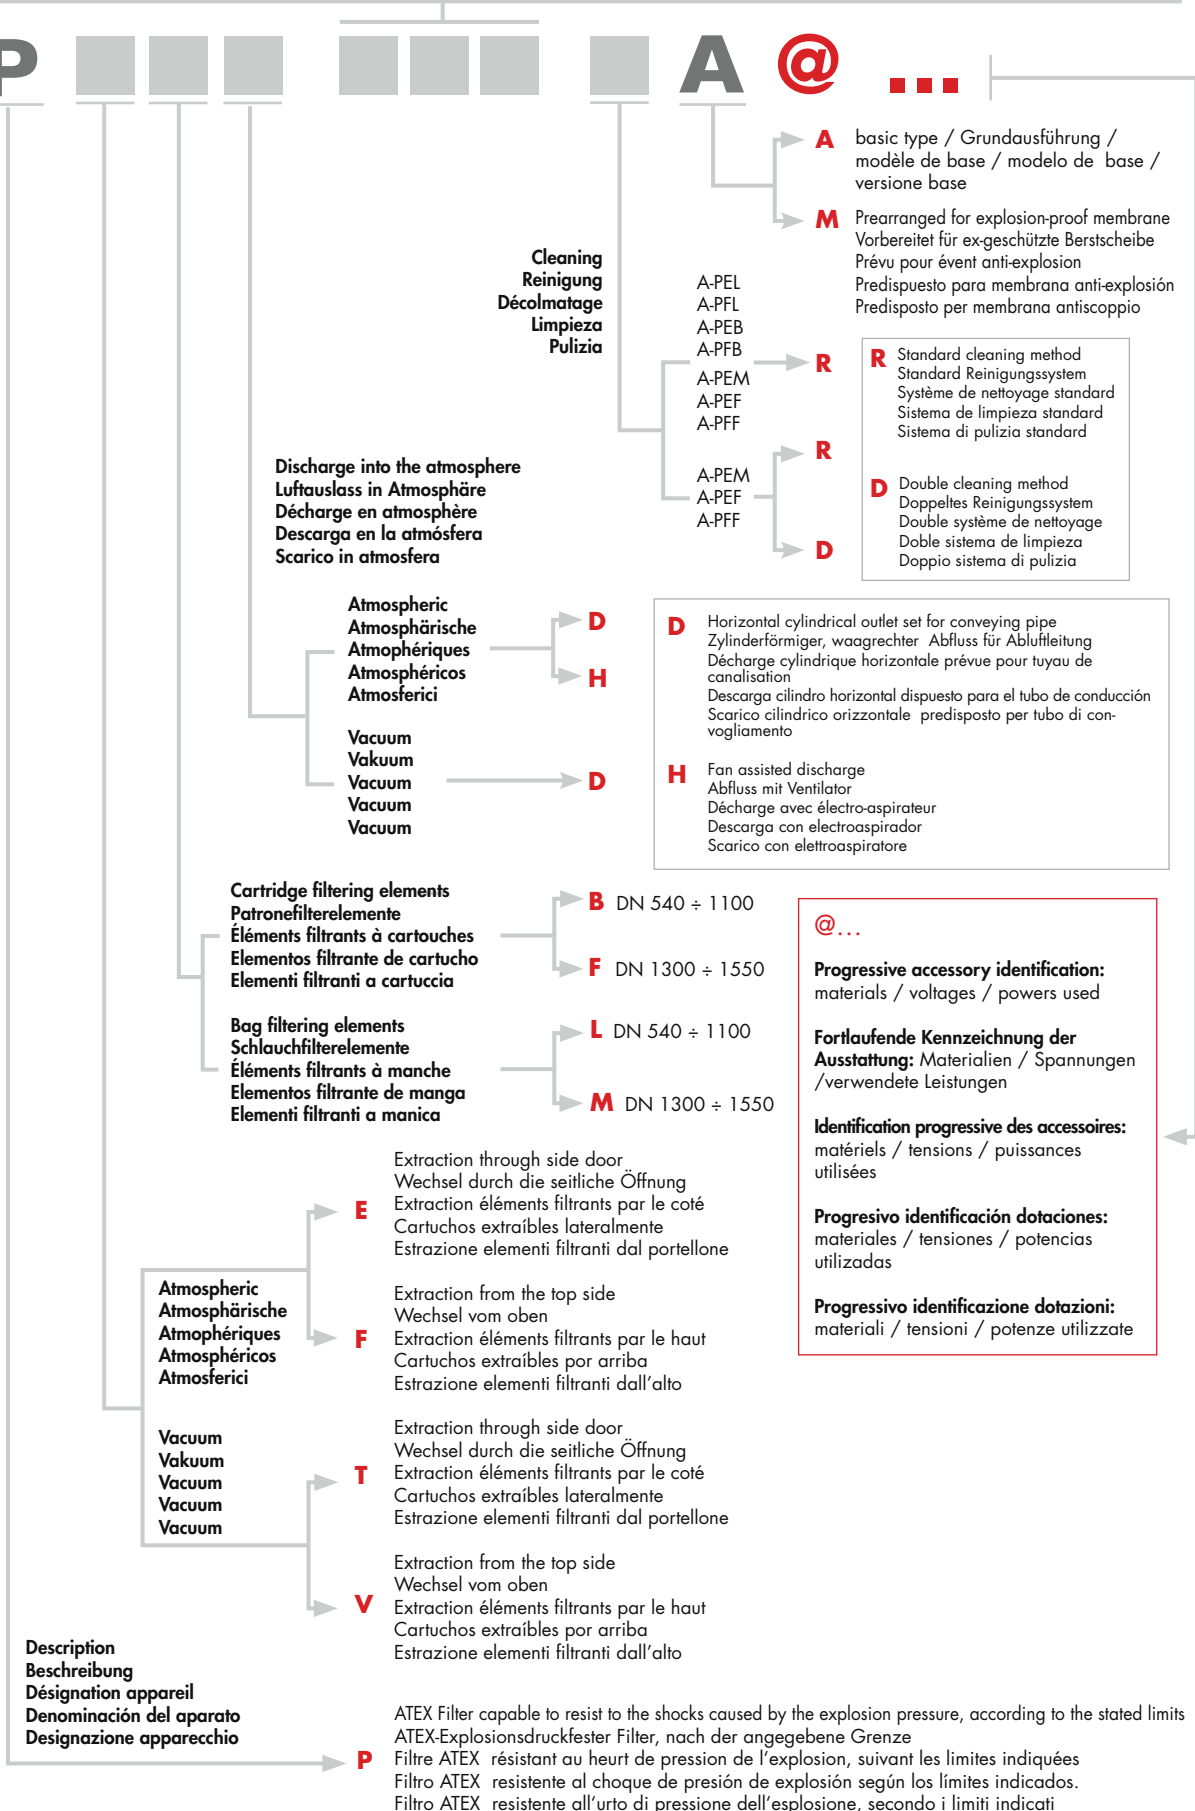 P A @ ...
A basic type / Grundausführung /
modèle de base / modelo de base /
versione base
M Prearranged for explosion-proof membrane
Vorbereitet für ex-geschützte Berstscheibe
Prévu pour évent anti-explosion
Predispuesto para membrana anti-explosión
Predisposto per membrana antiscoppio
Cleaning
Reinigung
Décolmatage
Limpieza
Pulizia
A-PEL
A-PFL
A-PEB
A-PFB
A-PEM
A-PEF
A-PFF
R
A-PEM
A-PEF
A-PFF
R
D
R Standard cleaning method
Standard Reinigungssystem
Système de nettoyage standard
Sistema de limpieza standard
Sistema di pulizia standard
D Double cleaning method
Doppeltes Reinigungssystem
Double système de nettoyage
Doble sistema de limpieza
Doppio sistema di pulizia
Discharge into the atmosphere
Luftauslass in Atmosphäre
Décharge en atmosphère
Descarga en la atmósfera
Scarico in atmosfera
Atmospheric
Atmosphärische
Atmophériques
Atmosphéricos
Atmosferici
D
H
Vacuum
Vakuum
Vacuum
Vacuum
Vacuum
D
D Horizontal cylindrical outlet set for conveying pipe
Zylinderförmiger, waagrechter Abfluss für Abluftleitung
Décharge cylindrique horizontale prévue pour tuyau de
canalisation
Descarga cilindro horizontal dispuesto para el tubo de conducción
Scarico cilindrico orizzontale predisposto per tubo di con-
vogliamento
H Fan assisted discharge
Abfluss mit Ventilator
Décharge avec électro-aspirateur
Descarga con electroaspirador
Scarico con elettroaspiratore
Cartridge filtering elements
Patronefilterelemente
Éléments filtrants à cartouches
Elementos filtrante de cartucho
Elementi filtranti a cartuccia
B DN 540 ÷ 1100
F DN 1300 ÷ 1550
Bag filtering elements
Schlauchfilterelemente
Éléments filtrants à manche
Elementos filtrante de manga
Elementi filtranti a manica
L DN 540 ÷ 1100
M DN 1300 ÷ 1550
@...
Progressive accessory identification:
materials / voltages / powers used
Fortlaufende Kennzeichnung der
Ausstattung: Materialien / Spannungen
/verwendete Leistungen
Identification progressive des accessoires:
matériels / tensions / puissances
utilisées
Progresivo identificación dotaciones:
materiales / tensiones / potencias
utilizadas
Progressivo identificazione dotazioni:
materiali / tensioni / potenze utilizzate
Atmospheric
Atmosphärische
Atmophériques
Atmosphéricos
Atmosferici
E
Extraction through side door
Wechsel durch die seitliche Öffnung
Extraction éléments filtrants par le coté
Cartuchos extraíbles lateralmente
Estrazione elementi filtranti dal portellone
F
Extraction from the top side
Wechsel vom oben
Extraction éléments filtrants par le haut
Cartuchos extraíbles por arriba
Estrazione elementi filtranti dall'alto
Vacuum
Vakuum
Vacuum
Vacuum
Vacuum
T
Extraction through side door
Wechsel durch die seitliche Öffnung
Extraction éléments filtrants par le coté
Cartuchos extraíbles lateralmente
Estrazione elementi filtranti dal portellone
V
Extraction from the top side
Wechsel vom oben
Extraction éléments filtrants par le haut
Cartuchos extraíbles por arriba
Estrazione elementi filtranti dall'alto
Description
Beschreibung
Désignation appareil
Denominación del aparato
Designazione apparecchio
P
ATEX Filter capable to resist to the shocks caused by the explosion pressure, according to the stated limits
ATEX-Explosionsdruckfester Filter, nach der angegebene Grenze
Filtre ATEX résistant au heurt de pression de l'explosion, suivant les limites indiquées
Filtro ATEX resistente al choque de presión de explosión según los límites indicados.
Filtro ATEX resistente all'urto di pressione dell'esplosione, secondo i limiti indicati